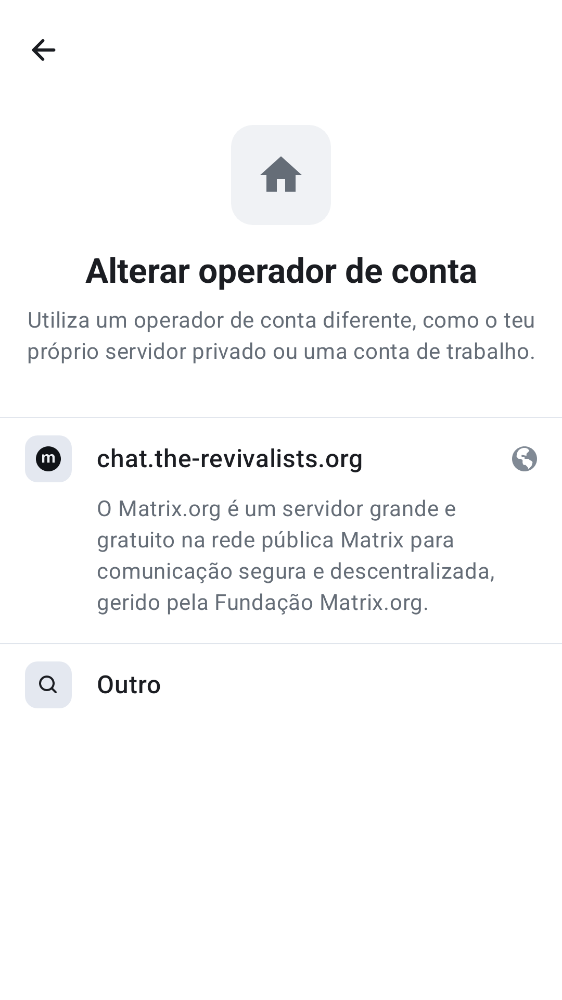 Alterar operador de conta
Utiliza um operador de conta diferente, como o teu
próprio servidor privado ou uma conta de trabalho.
m
chat.the-revivalists.org
O Matrix.org é um servidor grande e
gratuito na rede pública Matrix para
comunicação segura e descentralizada,
gerido pela Fundação Matrix.org.
Outro